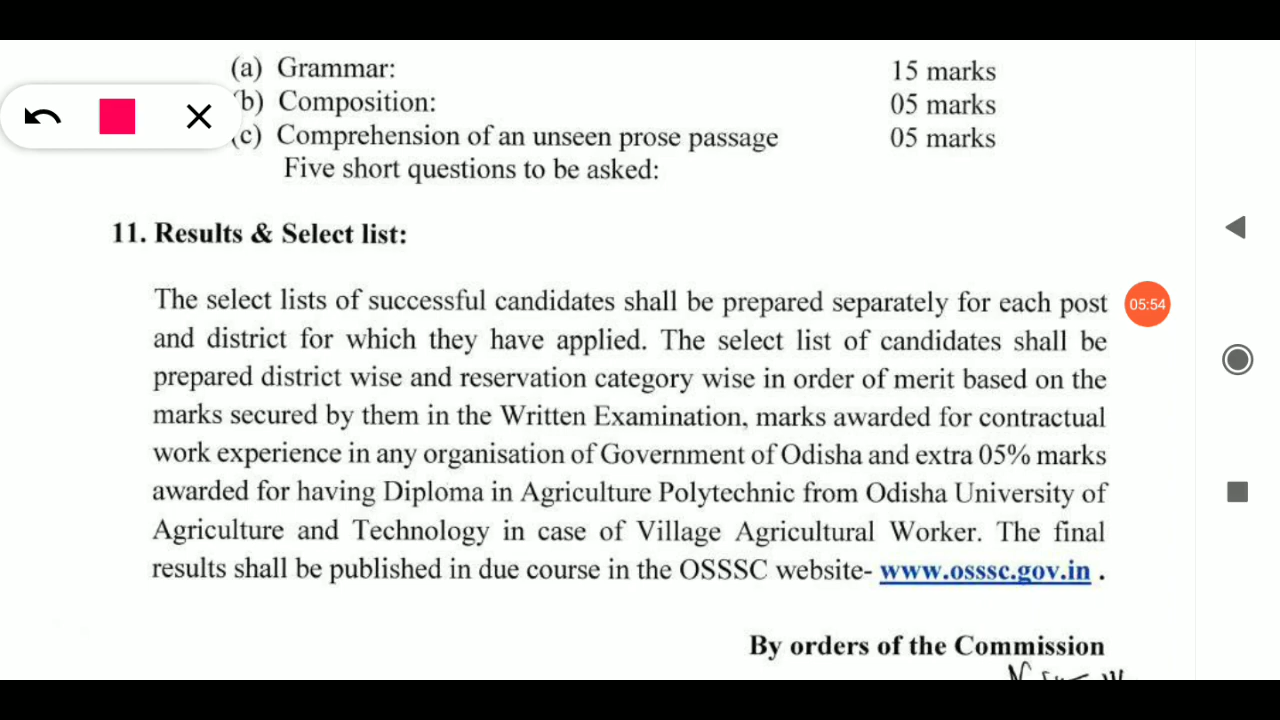 (a) Grammar: 15 marks
b) Composition: 05 marks
(c) Comprehension of an unseen prose passage 05 marks
Five short questions to be asked:
11. Results & Select list:
The select lists of successful candidates shall be prepared separately for each post
05:54
and district for which they have applied. The select list of candidates shall be
prepared district wise and reservation category wise in order of merit based on the
marks secured by them in the Written Examination, marks awarded for contractual
work experience in any organisation of Government of Odisha and extra 05% marks
awarded for having Diploma in Agriculture Polytechnic from Odisha University of
Agriculture and Technology in case of Village Agricultural Worker. The final
results shall be published in due course in the OSSSC website- www.osssc.gov.in .
By orders of the Commission